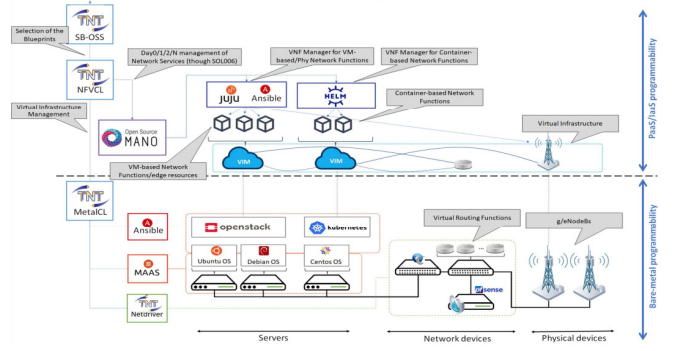 TNT
SB-OSS
Selection of the
Blueprints
TNT
NFVCL
Virtual Infrastructure
Management
Day0/1/2/N management of
Network Services (though SOL006)
VNF Manager for VM-
based/Phy Network Functions
VNF Manager for Container-
based Network Functions
JUJU
Ansible
HELM
Container-based Network
Functions
Virtual Infrastructure
Open Source
MANO
VIM
VIM
VM-based Network
Functions/edge resources
PaaS/IaaS programmability
TNT
MetalCL
Ansible
openstack
kubernetes
Virtual Routing Functions
g/eNodeBs
MAAS
Ubuntu OS
Debian OS
Centos OS
...
pfsense
TNT
Netdriver
Servers
Network devices
Physical devices
Bare-metal programmability